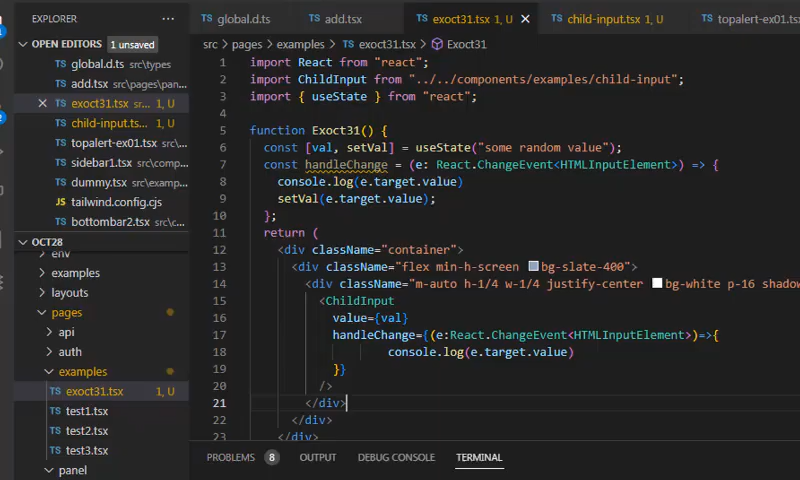 EXPLORER ...
OPEN EDITORS 1 unsaved
global.d.ts src\types
add.tsx src\pages\pan...
exoct31.tsx src... 1, U
child-input.ts... 1, U
topalert-ex01.tsx src...
sidebar1.tsx src\comp...
dummy.tsx src\examp...
tailwind.config.cjs
bottombar2.tsx src\c...
OCT28
env
examples
layouts
pages
api
auth
examples
exoct31.tsx 1, U
test1.tsx
test2.tsx
test3.tsx
panel
TS global.d.ts TS add.tsx TS exoct31.tsx 1, U TS child-input.tsx 1, U TS topalert-ex01.tsx
src > pages > examples > TS exoct31.tsx > Exoct31
1 import React from "react";
2 import ChildInput from "../../components/examples/child-input";
3 import { useState } from "react";
4
5 function Exoct31() {
6 const [val, setVal] = useState("some random value");
7 const handleChange = (e: React.ChangeEvent<HTMLInputElement>) => {
8 console.log(e.target.value)
9 setVal(e.target.value);
10 };
11 return (
12 <div className="container">
13 <div className="flex min-h-screen bg-slate-400">
14 <div className="m-auto h-1/4 w-1/4 justify-center bg-white p-16 shadow
15 <ChildInput
16 value={val}
17 handleChange={(e:React.ChangeEvent<HTMLInputElement>)=>{
18 console.log(e.target.value)
19 }}
20 />
21 </div>
22 </div>
23 </div>
PROBLEMS 8 OUTPUT DEBUG CONSOLE TERMINAL